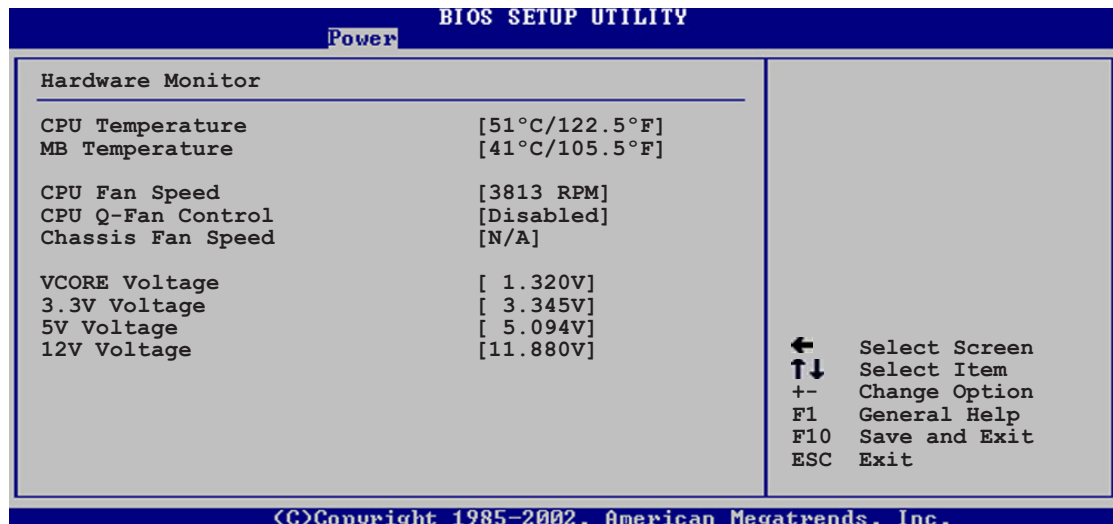 BIOS SETUP UTILITY
Power
Hardware Monitor
CPU Temperature [51°C/122.5°F]
MB Temperature [41°C/105.5°F]
CPU Fan Speed [3813 RPM]
CPU Q-Fan Control [Disabled]
Chassis Fan Speed [N/A]
VCORE Voltage [ 1.320V]
3.3V Voltage [ 3.345V]
5V Voltage [ 5.094V]
12V Voltage [11.880V]
← Select Screen
↑↓ Select Item
+- Change Option
F1 General Help
F10 Save and Exit
ESC Exit
(C)Copyright 1985-2002, American Megatrends, Inc.